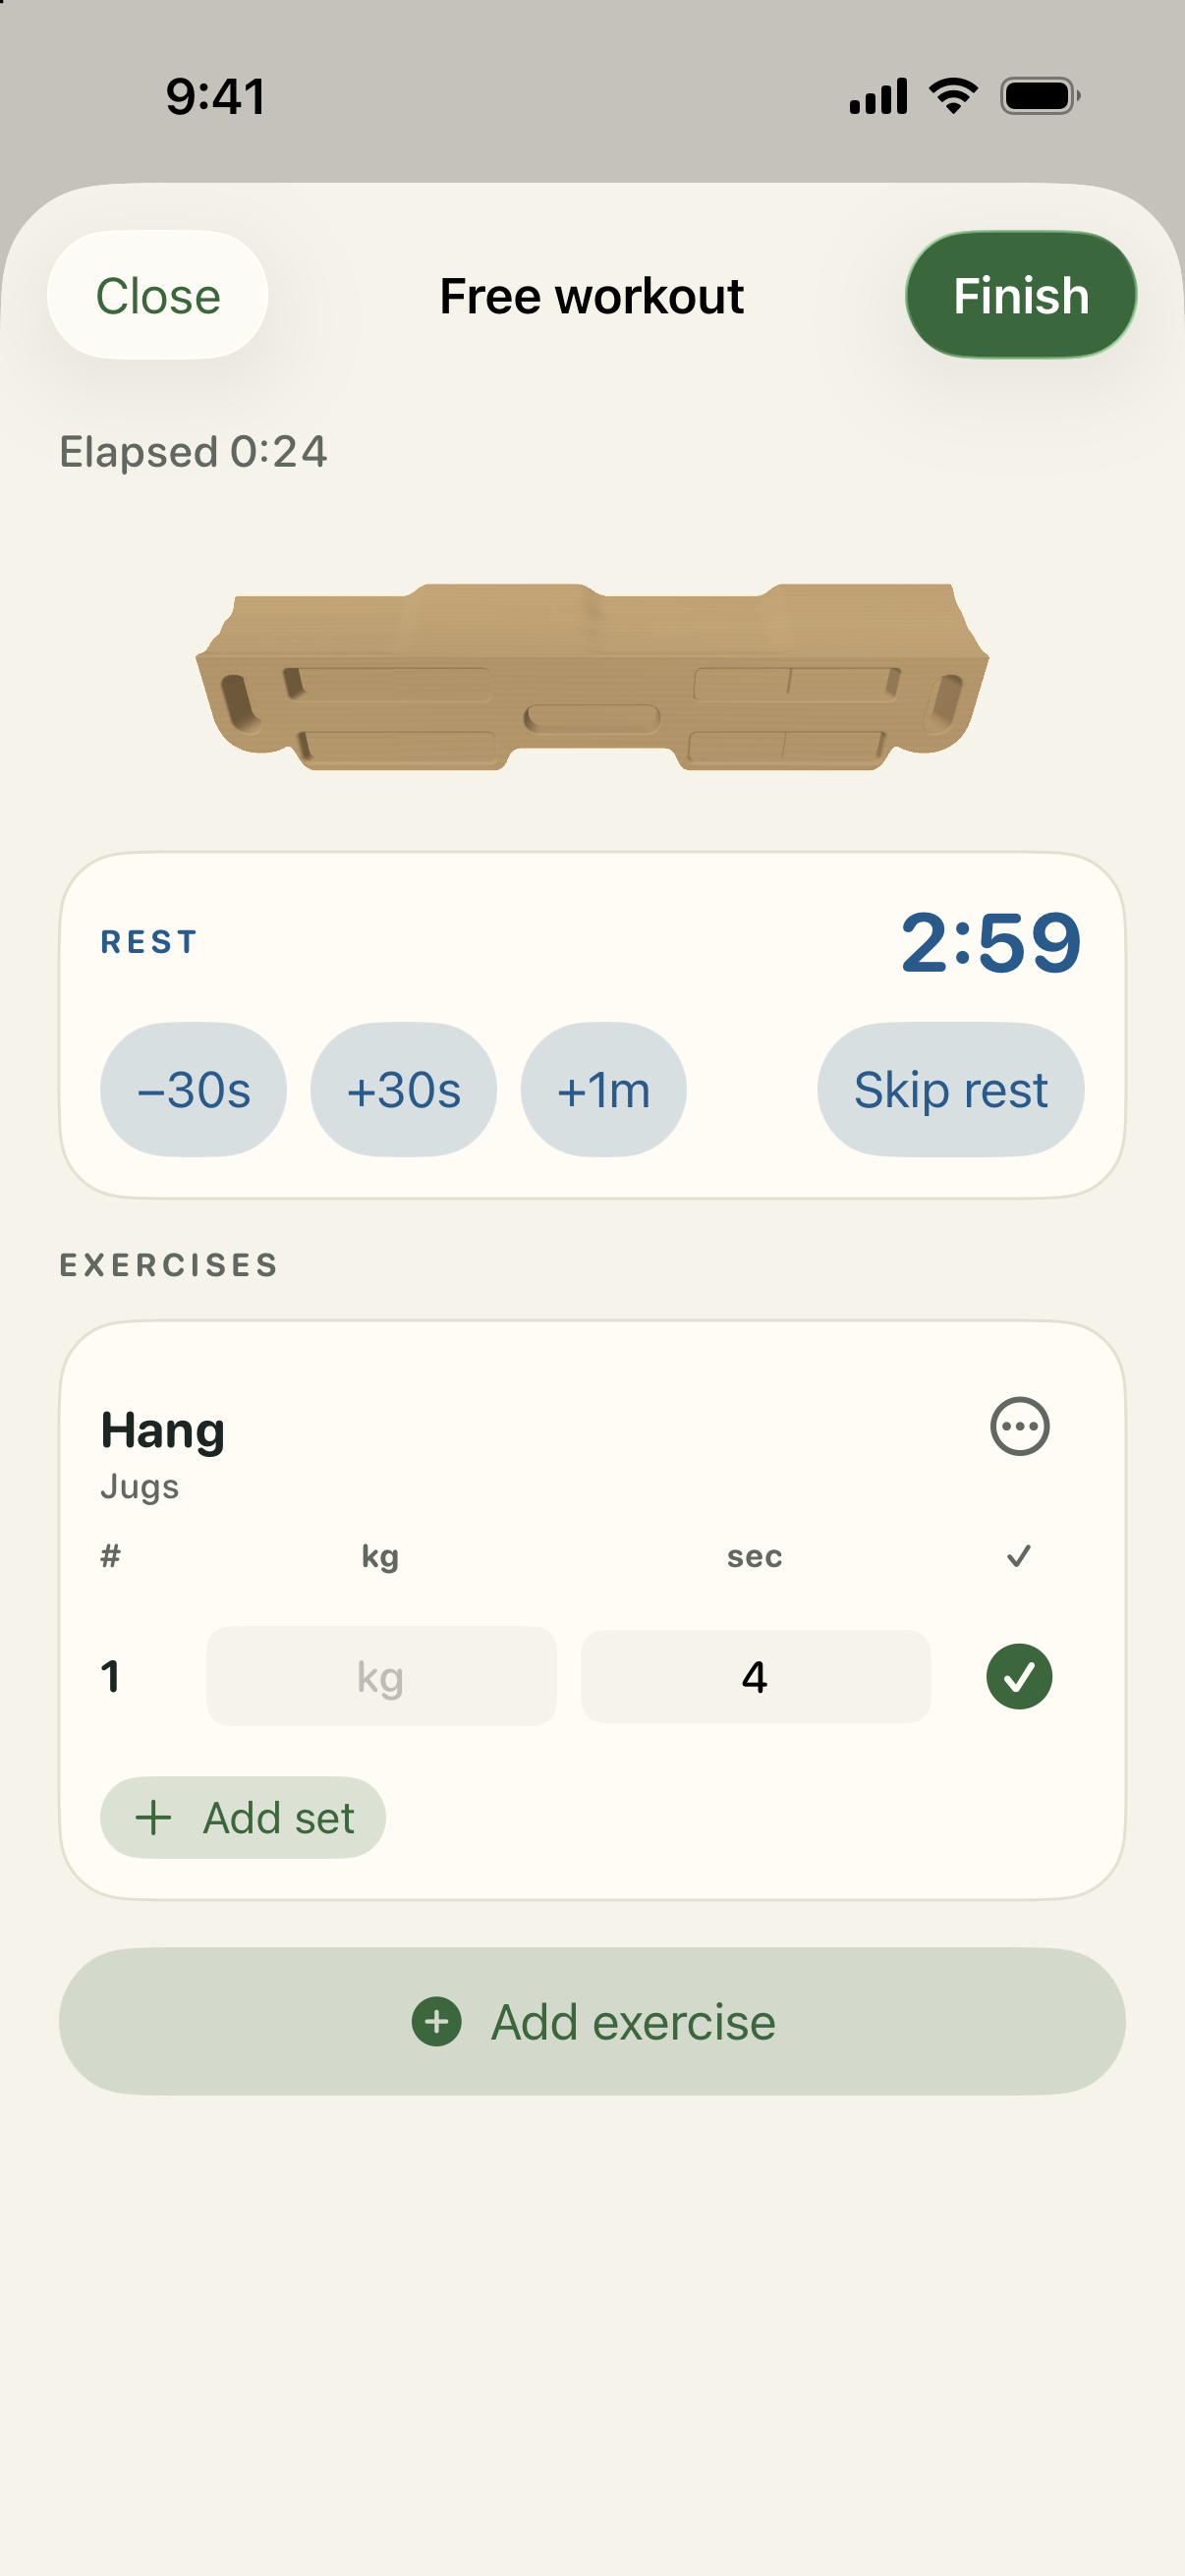 9:41
Close
Free workout
Finish
Elapsed 0:24
REST
2:59
–30s
+30s
+1m
Skip rest
EXERCISES
Hang
Jugs
# kg sec ✓
1 kg 4
+ Add set
Add exercise